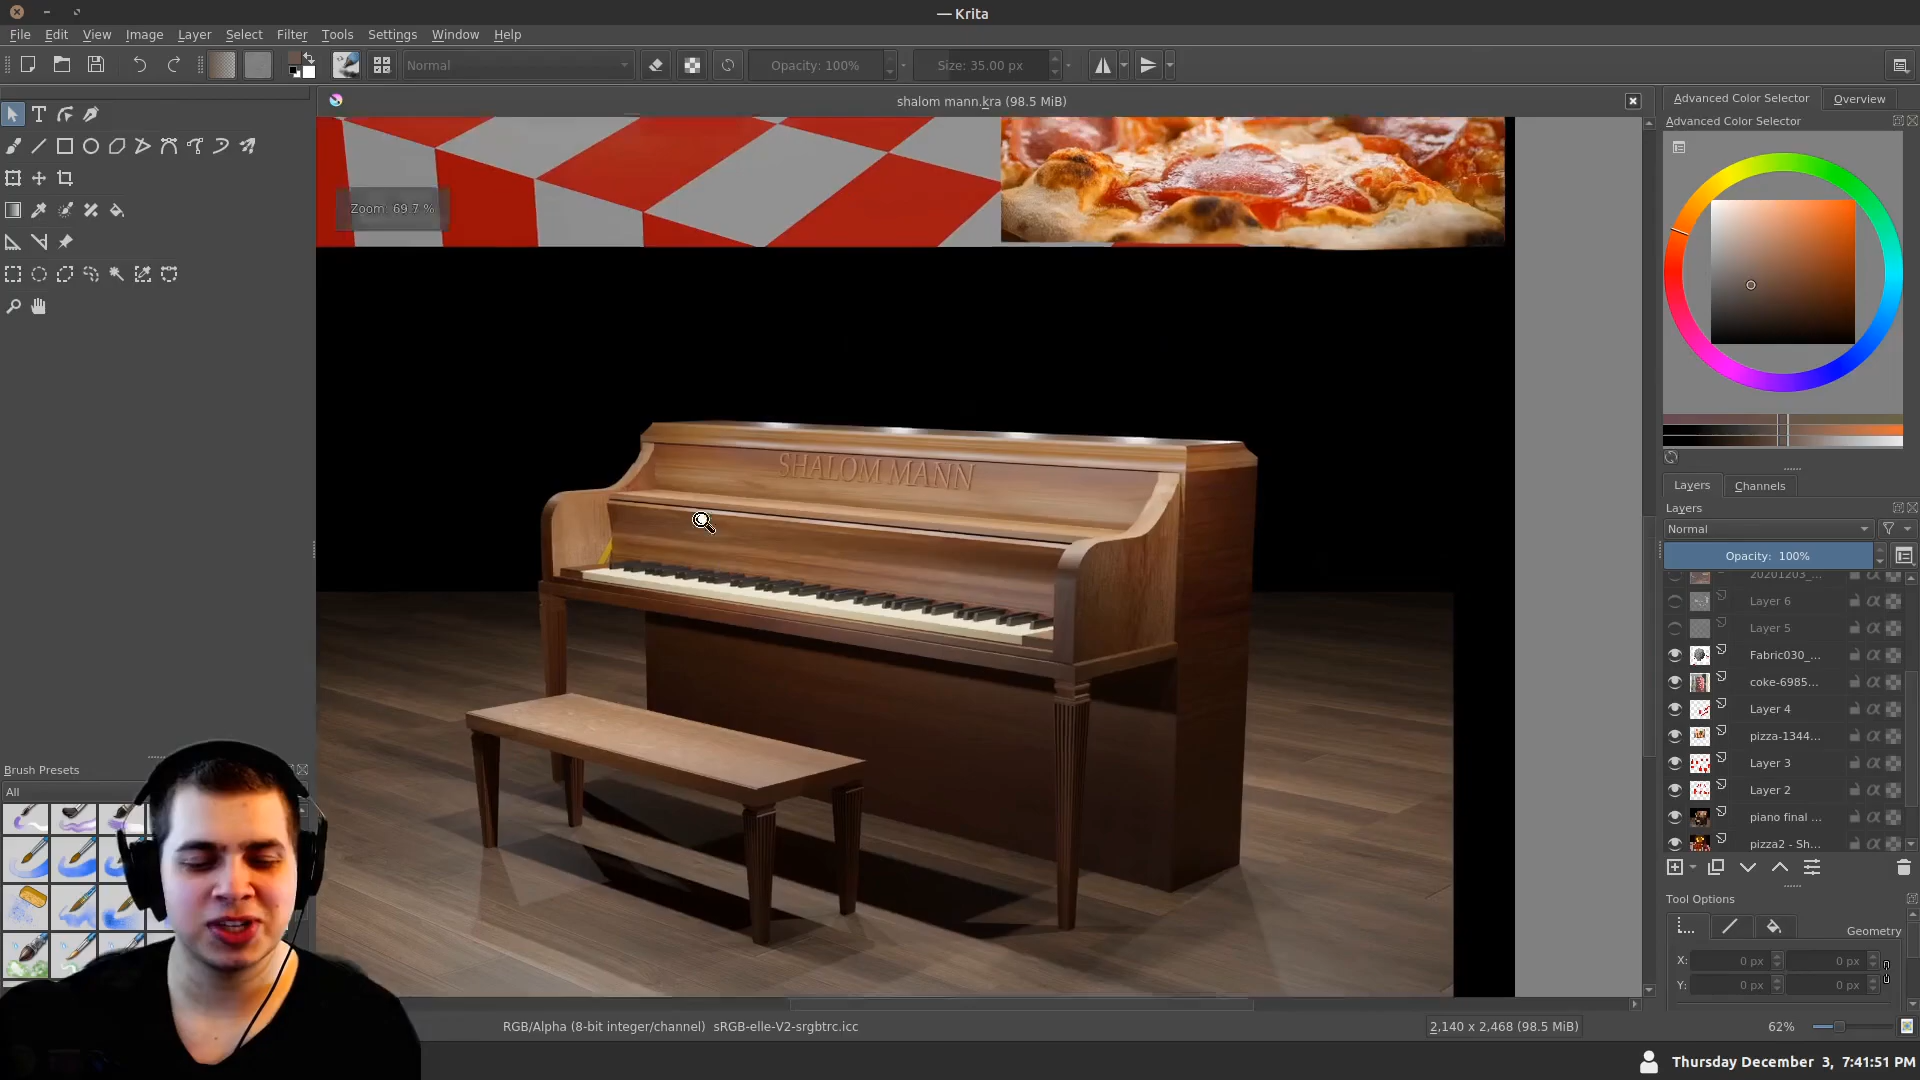 — Krita
File Edit View Image Layer Select Filter Tools Settings Window Help
Normal
Opacity: 100%
Size: 35.00 px
shalom mann.kra (98.5 MiB)
Zoom: 69.7 %
SHALOM MANN
Brush Presets
All
Advanced Color Selector
Overview
Advanced Color Selector
Layers
Channels
Layers
Normal
Opacity: 100%
20201203_...
Layer 6
Layer 5
Fabric030_...
coke-6985...
Layer 4
pizza-1344...
Layer 3
Layer 2
piano final ...
pizza2 - Sh...
Tool Options
Geometry
X: 0 px 0 px
Y: 0 px 0 px
RGB/Alpha (8-bit integer/channel) sRGB-elle-V2-srgbtrc.icc
2,140 x 2,468 (98.5 MiB)
62%
Thursday December 3, 7:41:51 PM